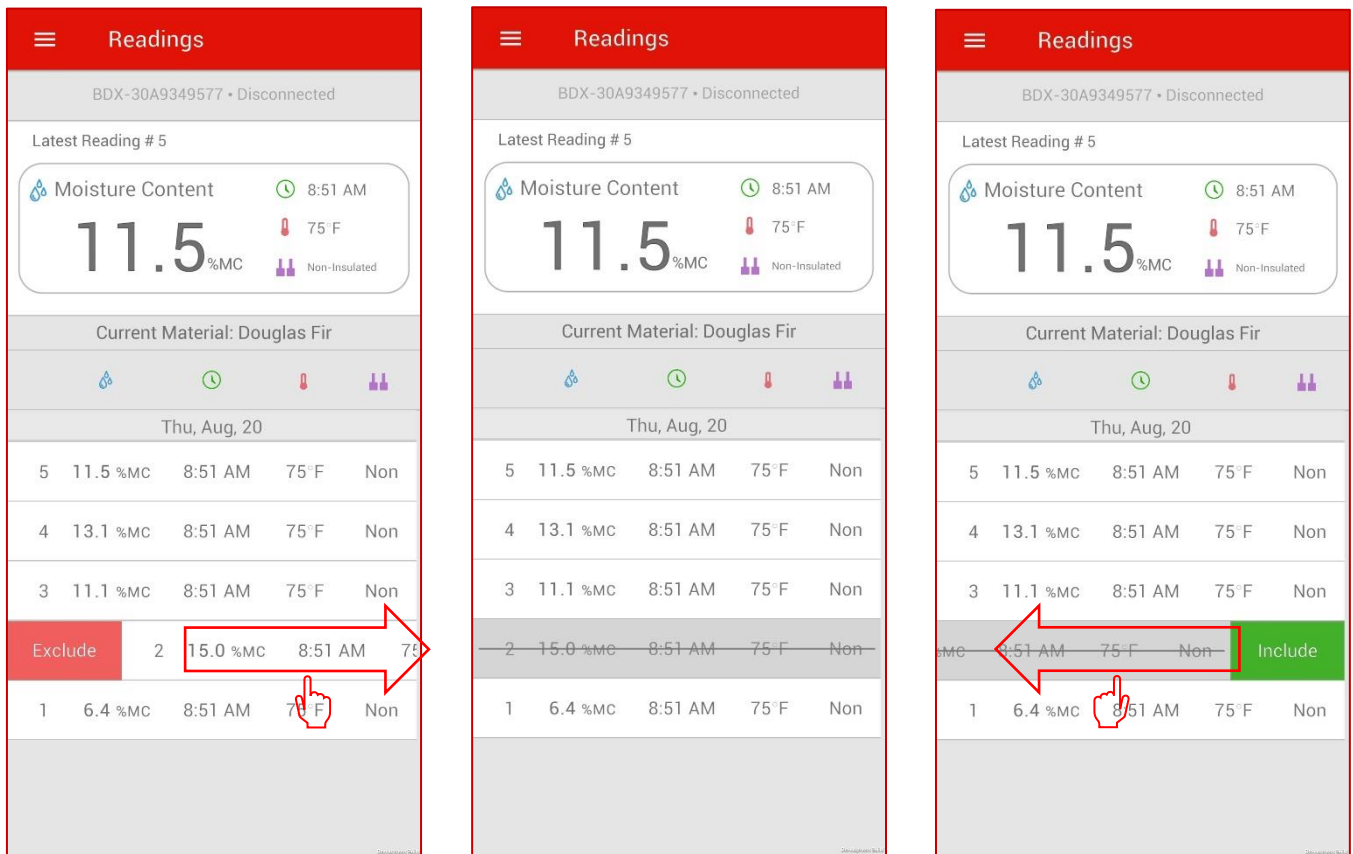 Readings
BDX-30A9349577 • Disconnected
Latest Reading # 5
Moisture Content
8:51 AM
11.5 %MC
75°F
Non-Insulated
Current Material: Douglas Fir
Thu, Aug, 20
5 11.5 %MC 8:51 AM 75°F Non
4 13.1 %MC 8:51 AM 75°F Non
3 11.1 %MC 8:51 AM 75°F Non
Exclude 2 15.0 %MC 8:51 AM 75
1 6.4 %MC 8:51 AM 75°F Non
Readings
BDX-30A9349577 • Disconnected
Latest Reading # 5
Moisture Content
8:51 AM
11.5 %MC
75°F
Non-Insulated
Current Material: Douglas Fir
Thu, Aug, 20
5 11.5 %MC 8:51 AM 75°F Non
4 13.1 %MC 8:51 AM 75°F Non
3 11.1 %MC 8:51 AM 75°F Non
2 15.0 %MC 8:51 AM 75°F Non
1 6.4 %MC 8:51 AM 75°F Non
Readings
BDX-30A9349577 • Disconnected
Latest Reading # 5
Moisture Content
8:51 AM
11.5 %MC
75°F
Non-Insulated
Current Material: Douglas Fir
Thu, Aug, 20
5 11.5 %MC 8:51 AM 75°F Non
4 13.1 %MC 8:51 AM 75°F Non
3 11.1 %MC 8:51 AM 75°F Non
%MC 8:51 AM 75°F Non Include
1 6.4 %MC 8:51 AM 75°F Non